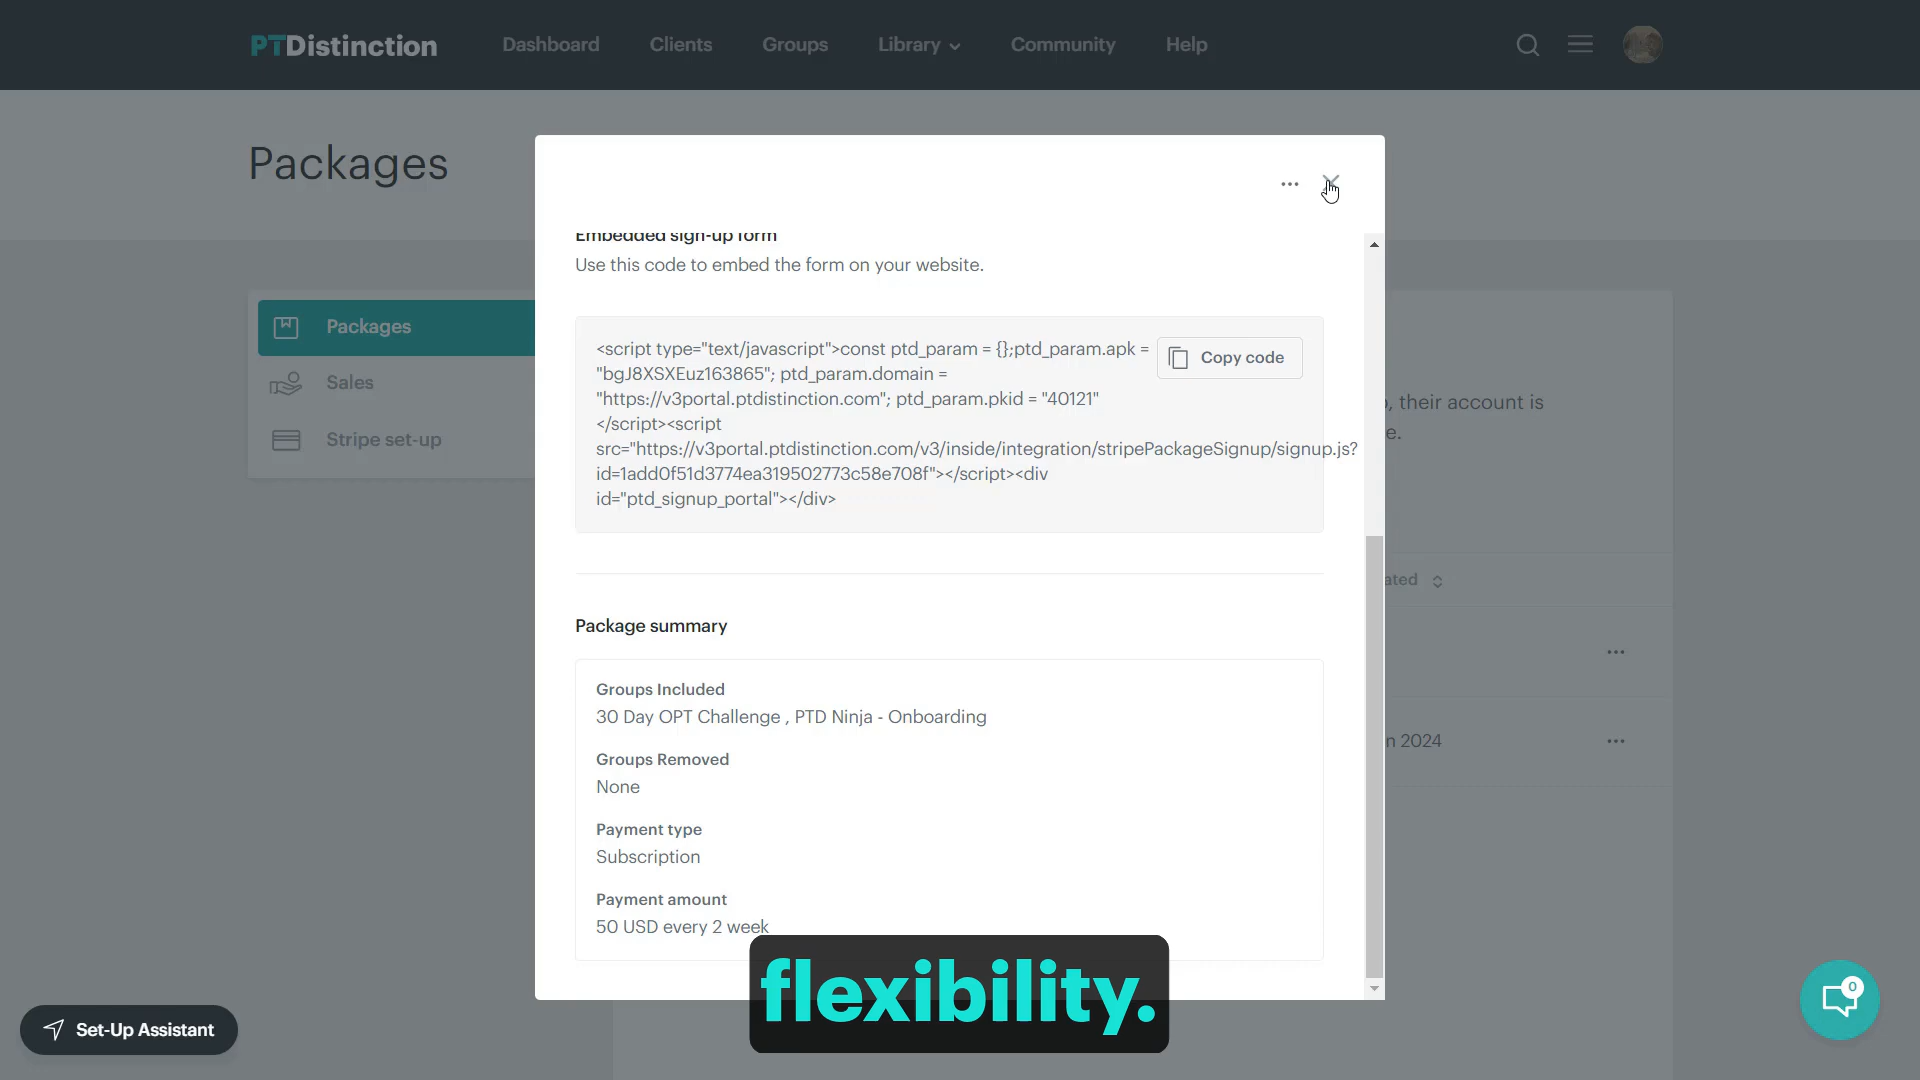 PTDistinction
Dashboard
Clients
Groups
Library
Community
Help
Packages
Embedded sign-up form
Use this code to embed the form on your website.
Packages
Sales
Stripe set-up
<script type="text/javascript">const ptd_param = {};ptd_param.apk =
"bgJ8XSXEuz163865"; ptd_param.domain =
"https://v3portal.ptdistinction.com"; ptd_param.pkid = "40121"
</script><script
src="https://v3portal.ptdistinction.com/v3/inside/integration/stripePackageSignup/signup.js?
id=1add0f51d3774ea319502773c58e708f"></script><div
id="ptd_signup_portal"></div>
Copy code
, their account is
e.
ated
Package summary
Groups Included
30 Day OPT Challenge , PTD Ninja - Onboarding
Groups Removed
None
n 2024
Payment type
Subscription
Payment amount
50 USD every 2 week
flexibility.
Set-Up Assistant
0